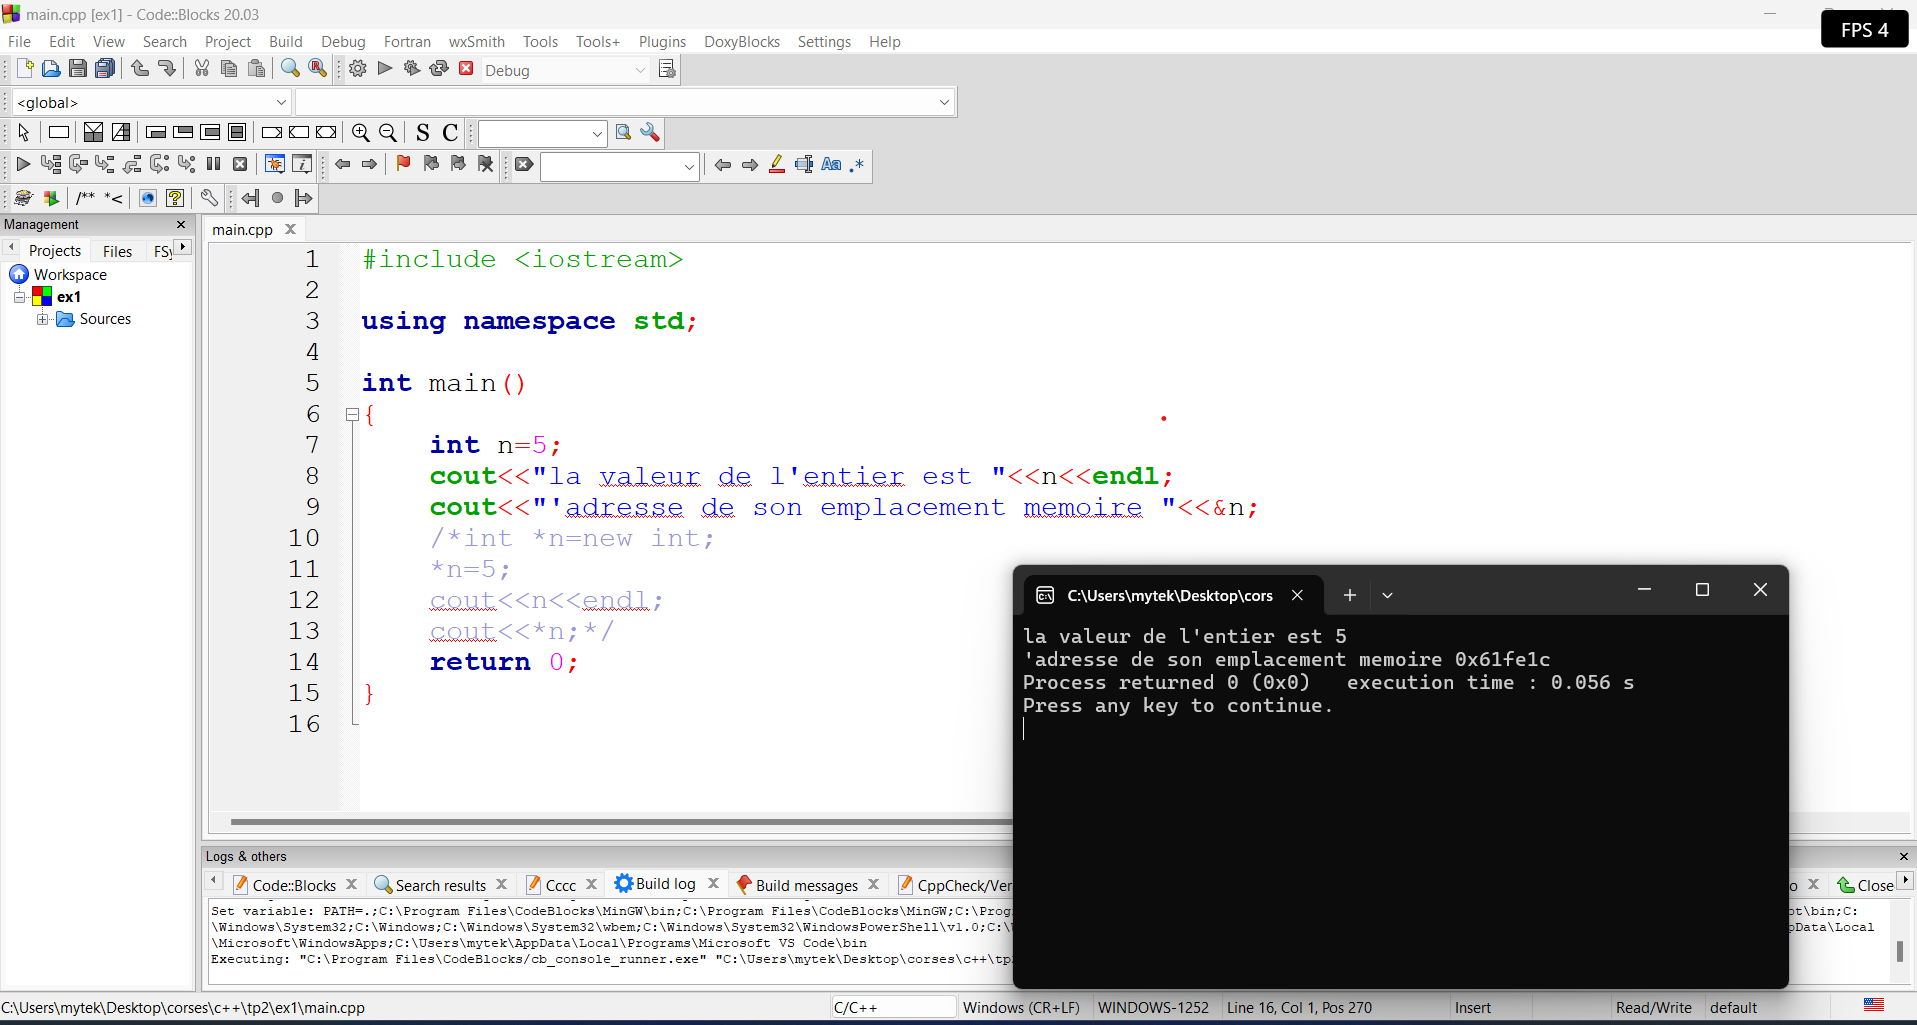 main.cpp [ex1] - Code::Blocks 20.03
FPS 4
File Edit View Search Project Build Debug Fortran wxSmith Tools Tools+ Plugins DoxyBlocks Settings Help
Debug
<global>
S C
Aa .*
/** *<
Management
Projects Files FSy
Workspace
ex1
Sources
main.cpp
1 #include <iostream>
2
3 using namespace std;
4
5 int main()
6 {
7 int n=5;
8 cout<<"la valeur de l'entier est "<<n<<endl;
9 cout<<"'adresse de son emplacement memoire "<<&n;
10 /*int *n=new int;
11 *n=5;
12 cout<<n<<endl;
13 cout<<*n;*/
14 return 0;
15 }
16
C:\Users\mytek\Desktop\cors
la valeur de l'entier est 5
'adresse de son emplacement memoire 0x61fe1c
Process returned 0 (0x0)   execution time : 0.056 s
Press any key to continue.
Logs & others
Code::Blocks Search results Cccc Build log Build messages CppCheck/Ver o Close
Set variable: PATH=.;C:\Program Files\CodeBlocks\MinGW\bin;C:\Program Files\CodeBlocks\MinGW;C:\Prog ot\bin;C:
\Windows\System32;C:\Windows;C:\Windows\System32\wbem;C:\Windows\System32\WindowsPowerShell\v1.0;C:\ pData\Local
\Microsoft\WindowsApps;C:\Users\mytek\AppData\Local\Programs\Microsoft VS Code\bin
Executing: "C:\Program Files\CodeBlocks/cb_console_runner.exe" "C:\Users\mytek\Desktop\corses\c++\tp
C:\Users\mytek\Desktop\corses\c++\tp2\ex1\main.cpp C/C++ Windows (CR+LF) WINDOWS-1252 Line 16, Col 1, Pos 270 Insert Read/Write default